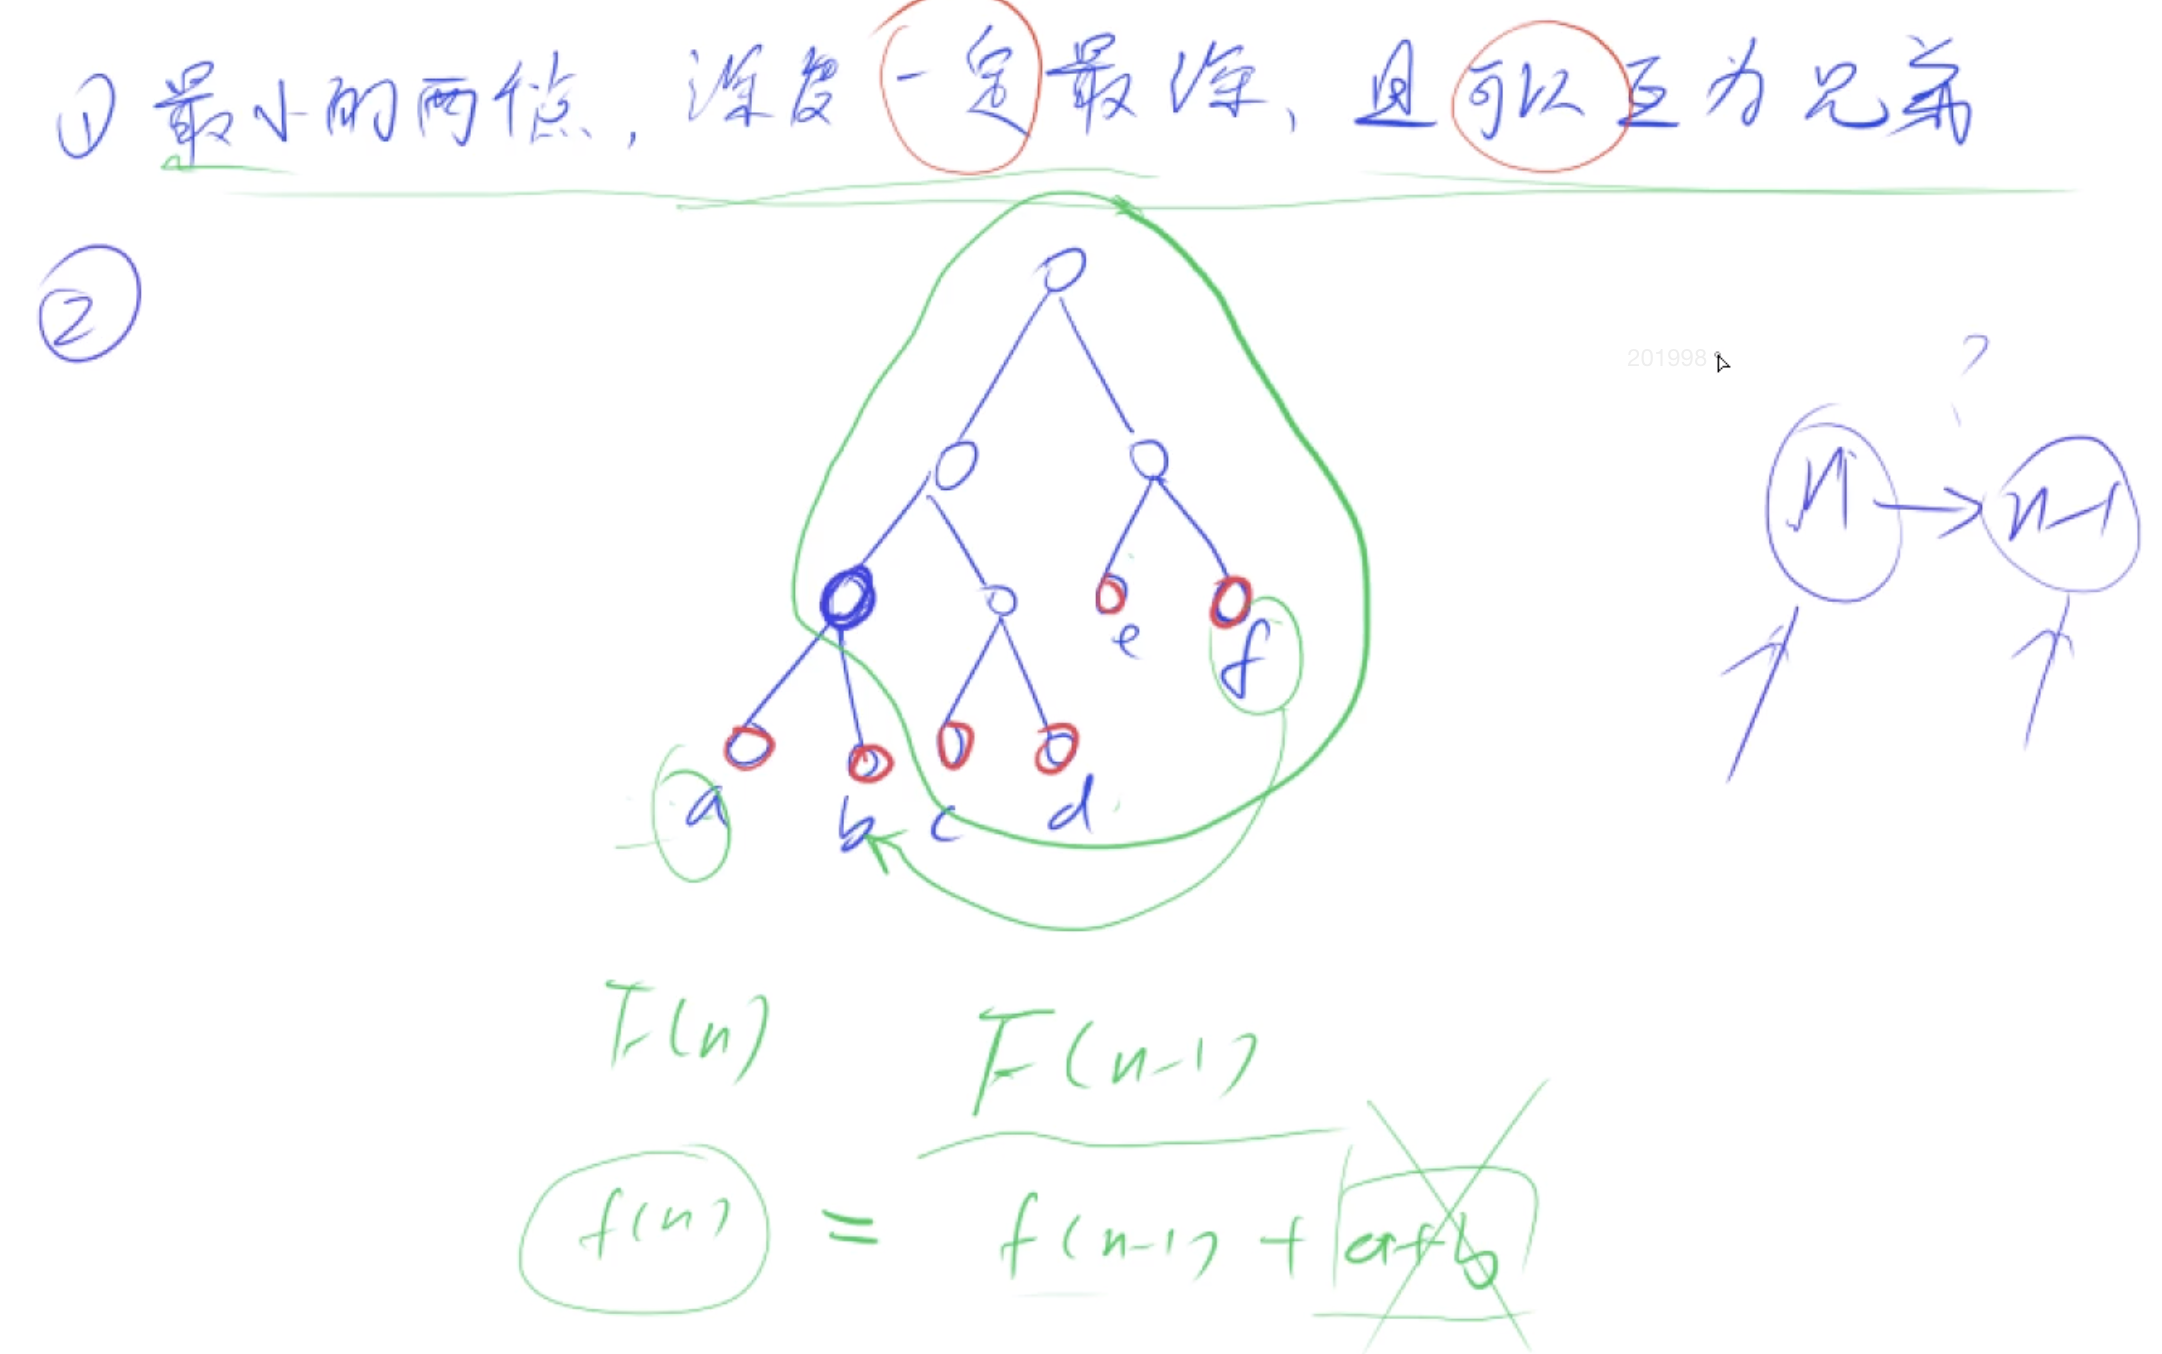 ① 最小的两个点，深度一定最深，且可以互为兄弟
②
201998
?
n → n-1
e
f
a b c d
F(n) F(n-1)
f(n) = f(n-1) + a+b